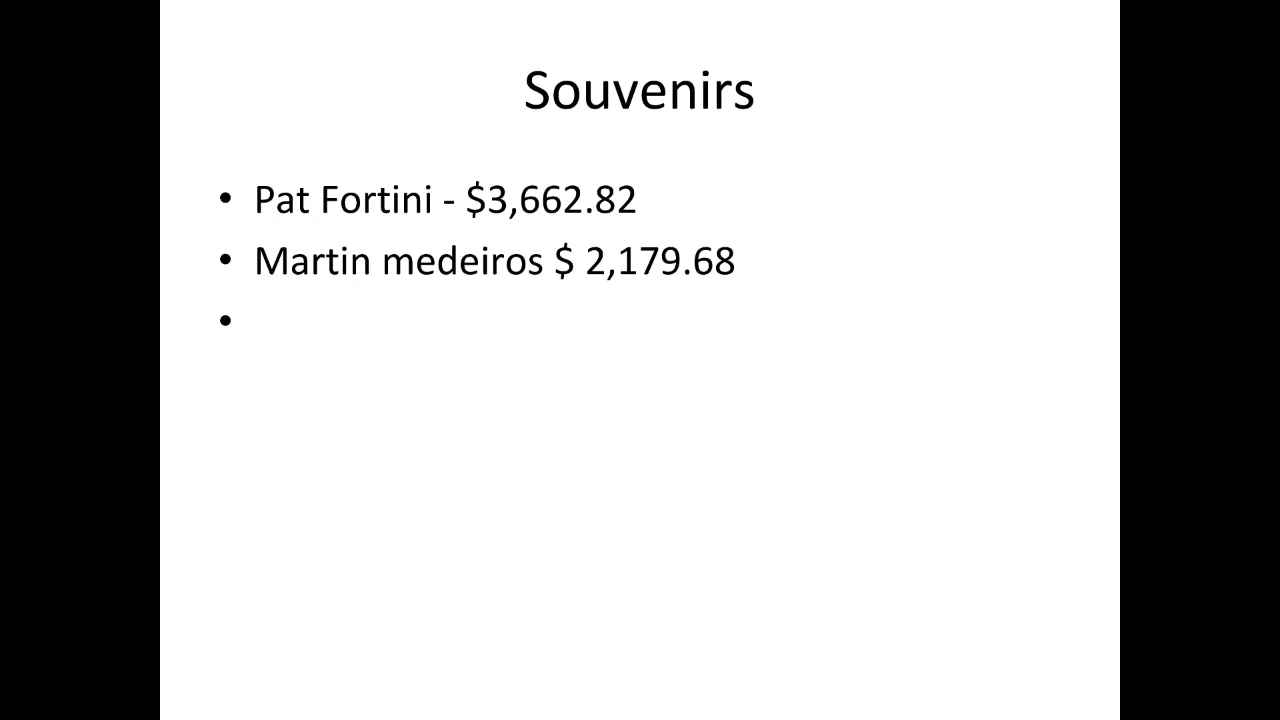 Souvenirs
• Pat Fortini - $3,662.82
• Martin medeiros $ 2,179.68
•